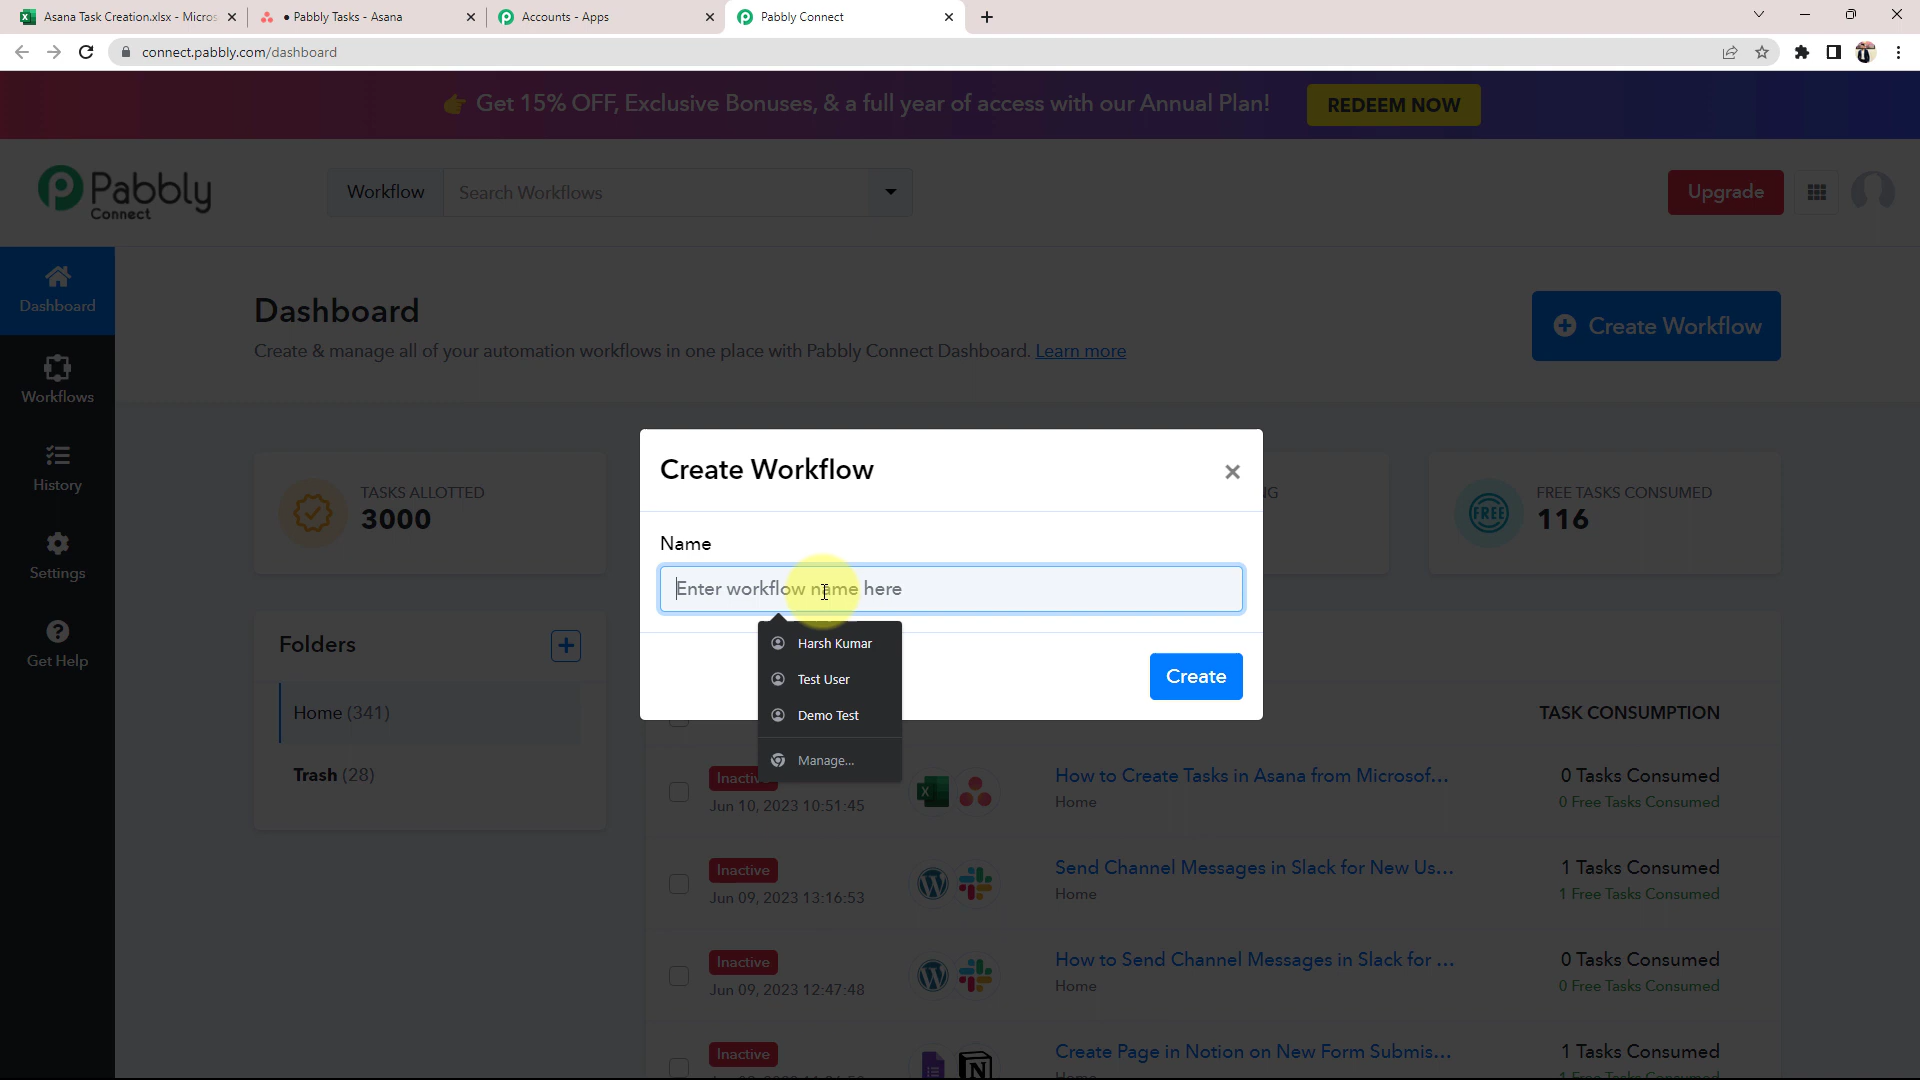 Asana Task Creation.xlsx - Micros
• Pabbly Tasks - Asana
Accounts - Apps
Pabbly Connect
connect.pabbly.com/dashboard
👉 Get 15% OFF, Exclusive Bonuses, & a full year of access with our Annual Plan!
REDEEM NOW
Pabbly
Connect
Workflow
Search Workflows
Upgrade
Dashboard
Workflows
History
Settings
Get Help
Dashboard
Create & manage all of your automation workflows in one place with Pabbly Connect Dashboard. Learn more
Create Workflow
TASKS ALLOTTED
3000
NG
FREE
FREE TASKS CONSUMED
116
Create Workflow
×
Name
Enter workflow name here
Harsh Kumar
Test User
Demo Test
Manage...
Create
Folders
Home (341)
Trash (28)
TASK CONSUMPTION
Inactive
Jun 10, 2023 10:51:45
How to Create Tasks in Asana from Microsof...
Home
0 Tasks Consumed
0 Free Tasks Consumed
Inactive
Jun 09, 2023 13:16:53
Send Channel Messages in Slack for New Us...
Home
1 Tasks Consumed
1 Free Tasks Consumed
Inactive
Jun 09, 2023 12:47:48
How to Send Channel Messages in Slack for ...
Home
0 Tasks Consumed
0 Free Tasks Consumed
Inactive
Create Page in Notion on New Form Submis...
Home
1 Tasks Consumed
1 Free Tasks Consumed